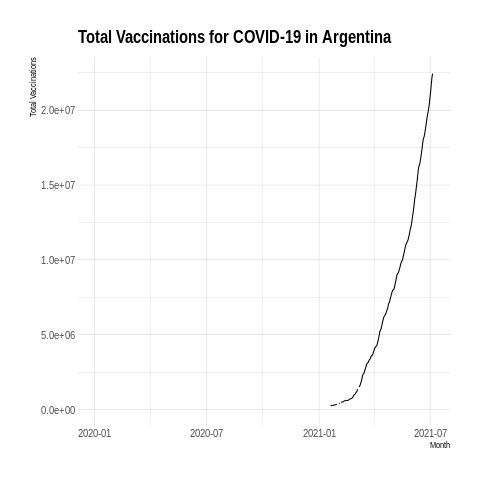 Total Vaccinations for COVID-19 in Argentina
Total Vaccinations
2.0e+07
1.5e+07
1.0e+07
5.0e+06
0.0e+00
2020-01 2020-07 2021-01 2021-07
Month